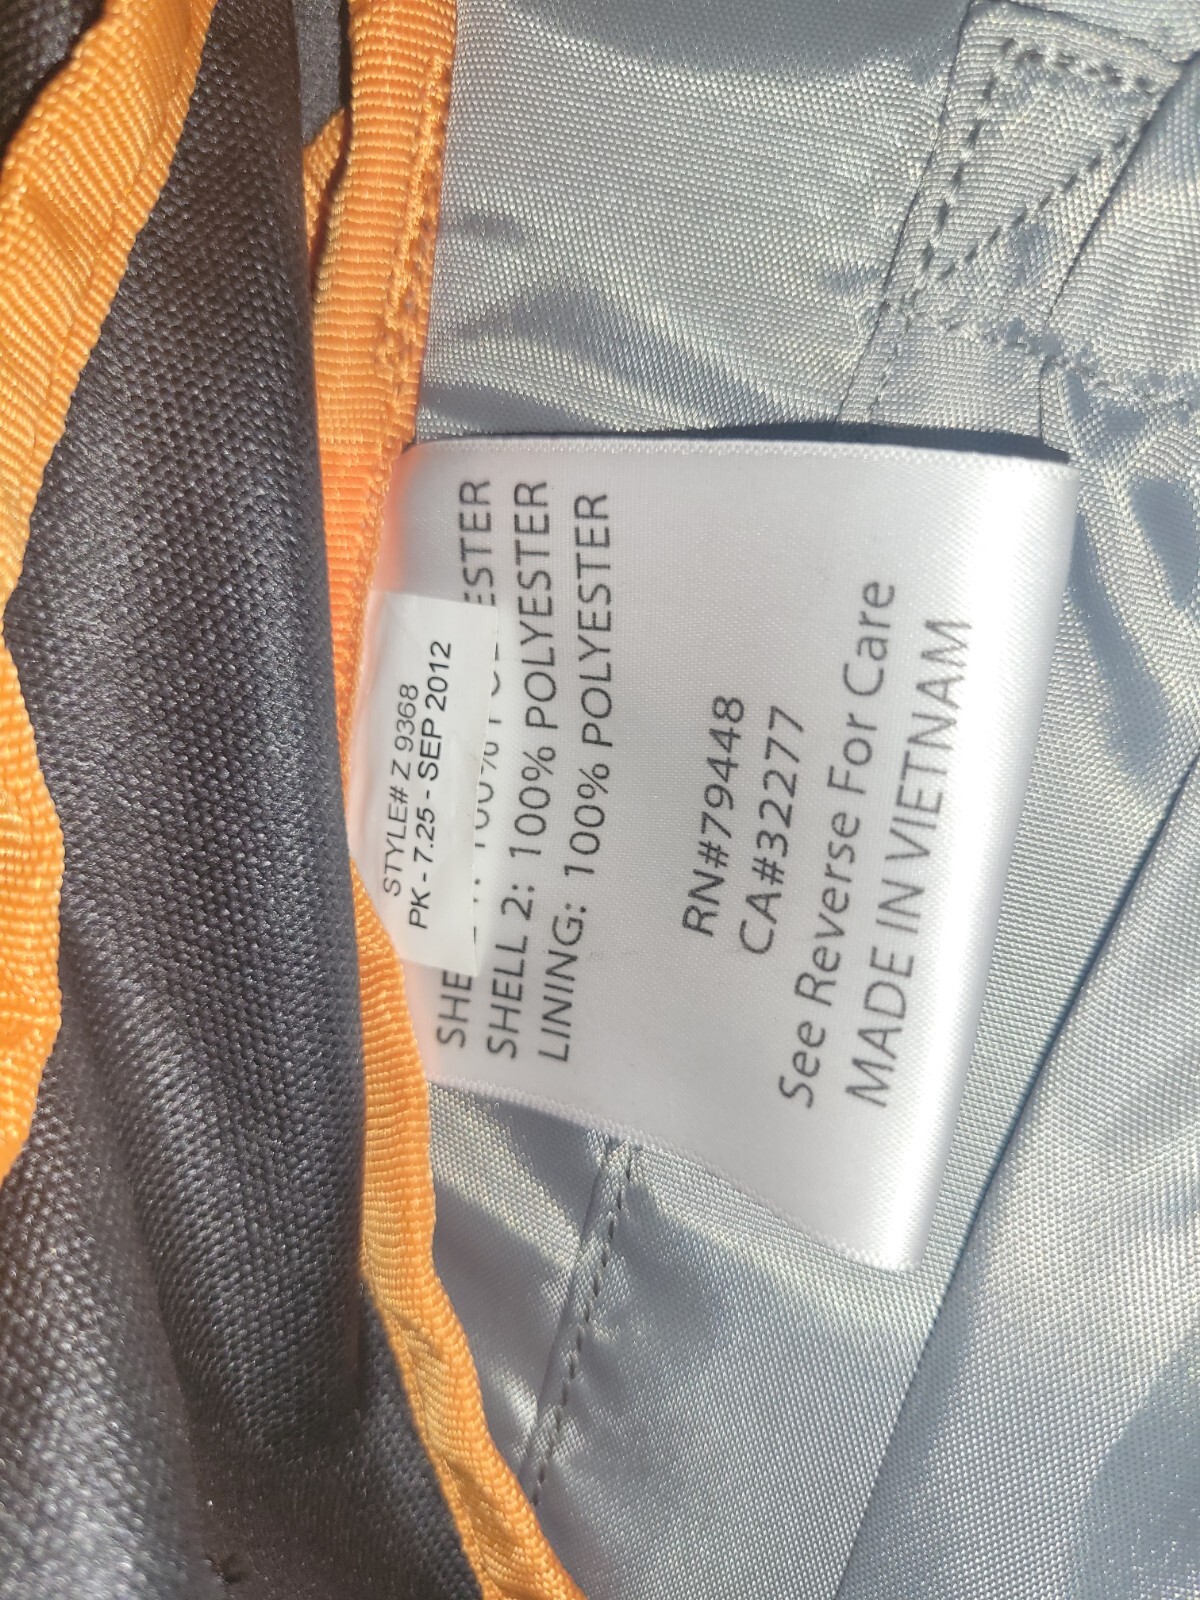 STYLE# Z 9368
PK - 7.25 - SEP 2012
SHELL 2: 100% POLYESTER
LINING: 100% POLYESTER
RN#79448
CA#32277
See Reverse For Care
MADE IN VIETNAM